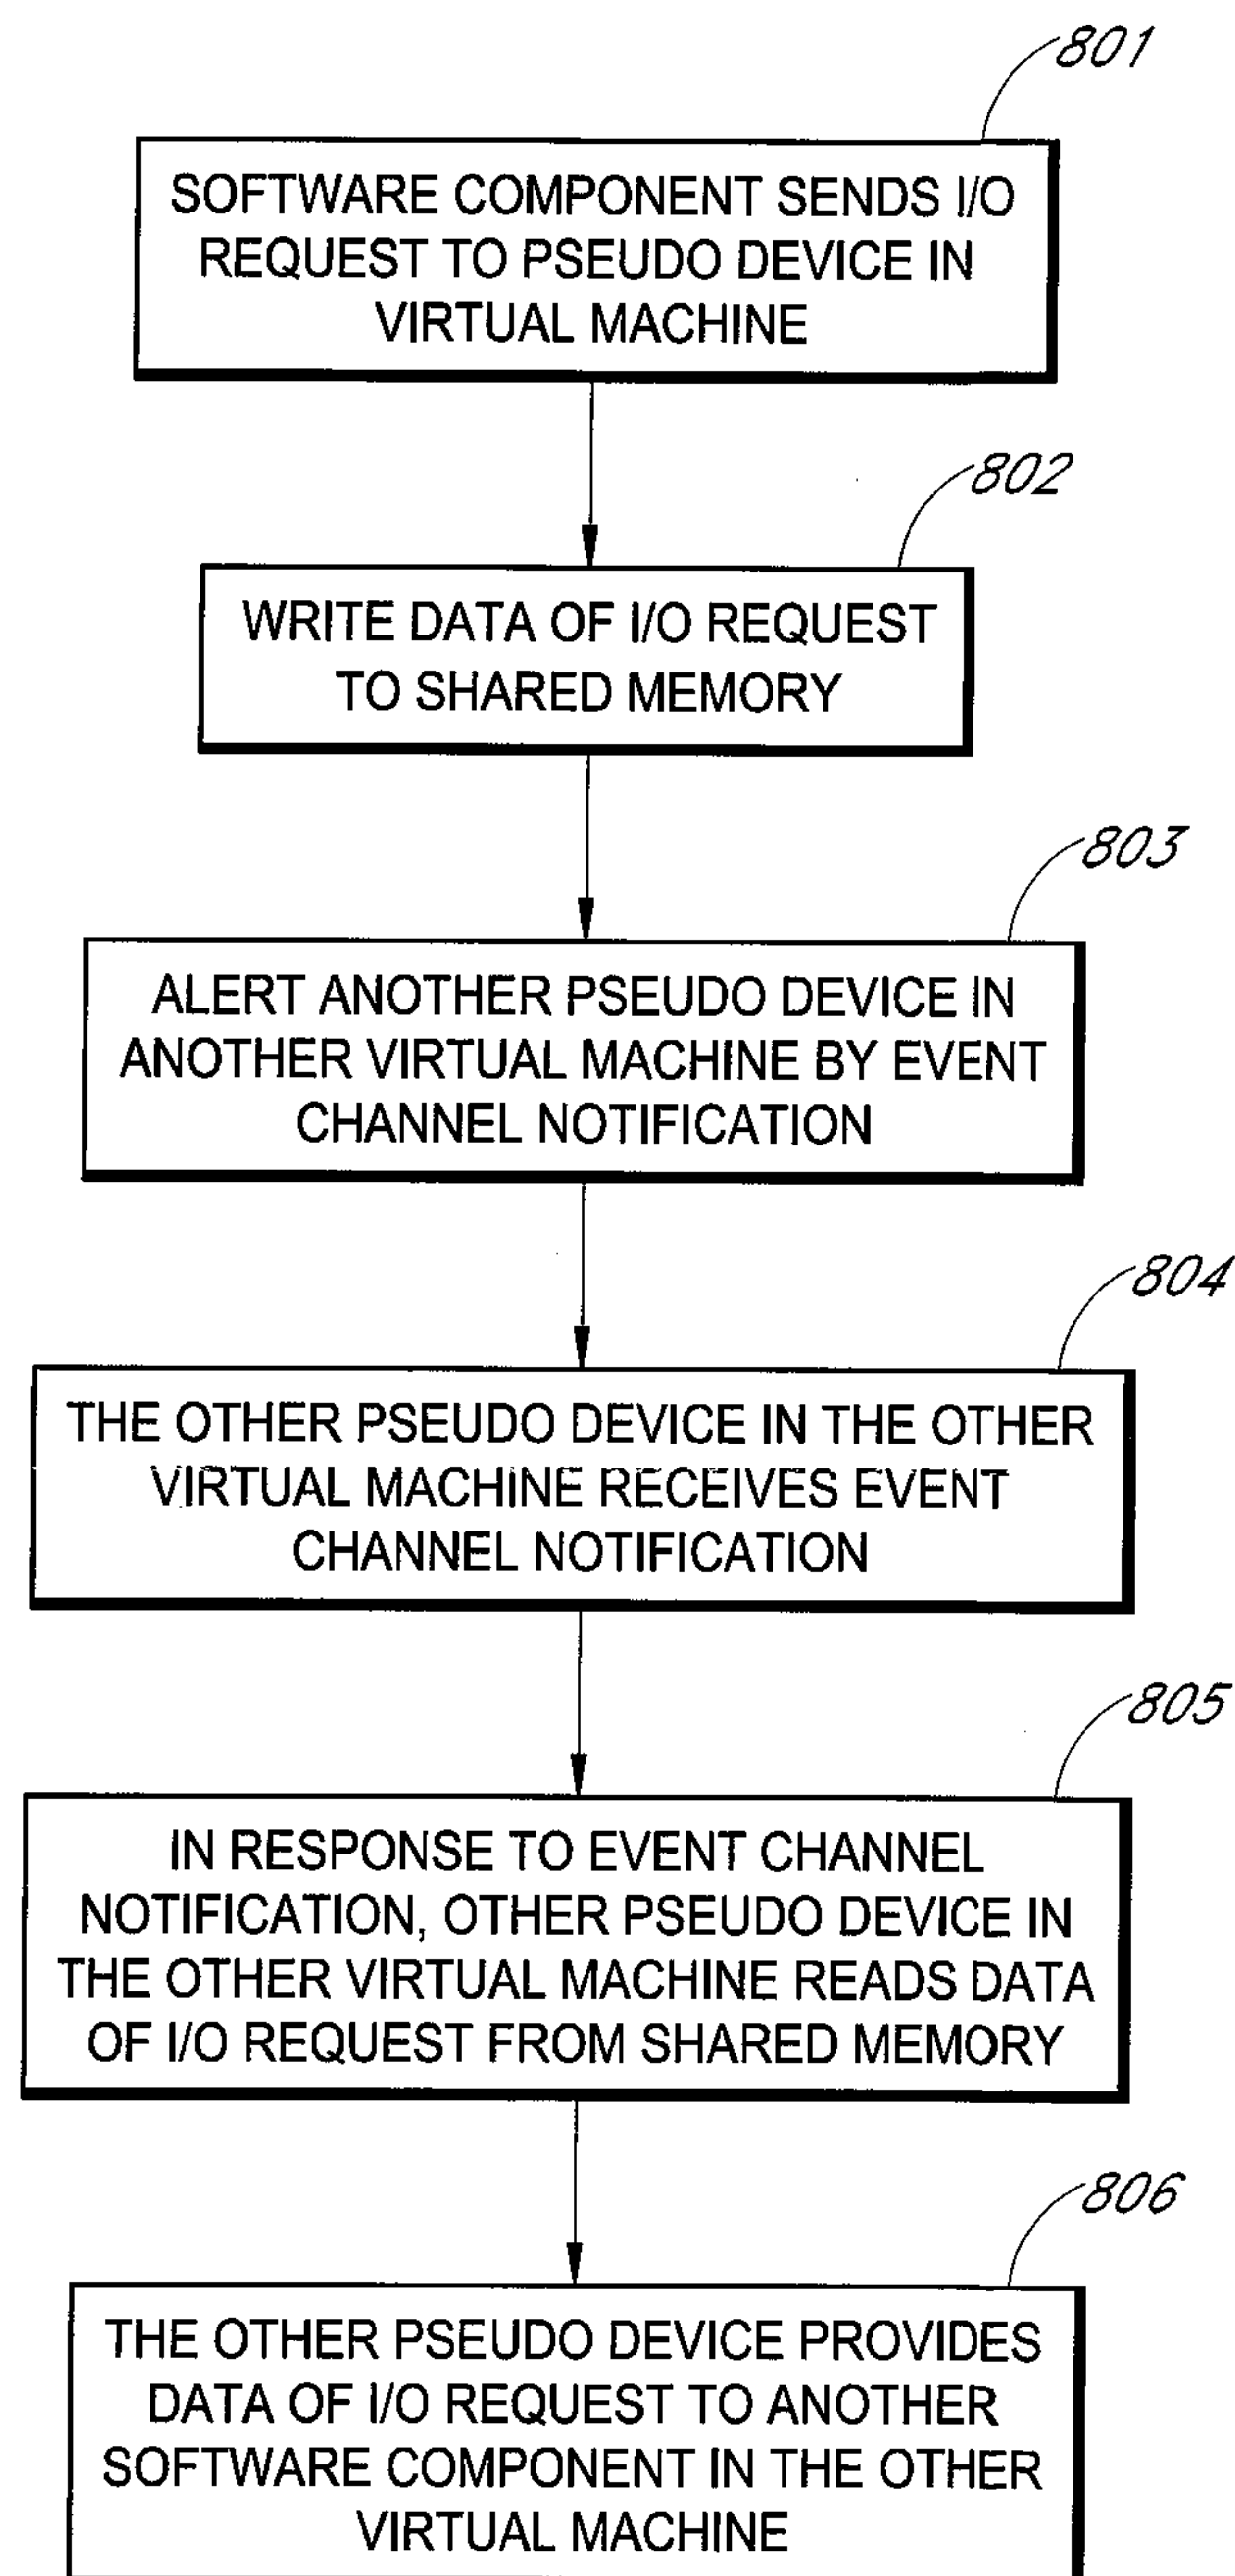 801
SOFTWARE COMPONENT SENDS I/O
REQUEST TO PSEUDO DEVICE IN
VIRTUAL MACHINE
802
WRITE DATA OF I/O REQUEST
TO SHARED MEMORY
803
ALERT ANOTHER PSEUDO DEVICE IN
ANOTHER VIRTUAL MACHINE BY EVENT
CHANNEL NOTIFICATION
804
THE OTHER PSEUDO DEVICE IN THE OTHER
VIRTUAL MACHINE RECEIVES EVENT
CHANNEL NOTIFICATION
805
IN RESPONSE TO EVENT CHANNEL
NOTIFICATION, OTHER PSEUDO DEVICE IN
THE OTHER VIRTUAL MACHINE READS DATA
OF I/O REQUEST FROM SHARED MEMORY
806
THE OTHER PSEUDO DEVICE PROVIDES
DATA OF I/O REQUEST TO ANOTHER
SOFTWARE COMPONENT IN THE OTHER
VIRTUAL MACHINE